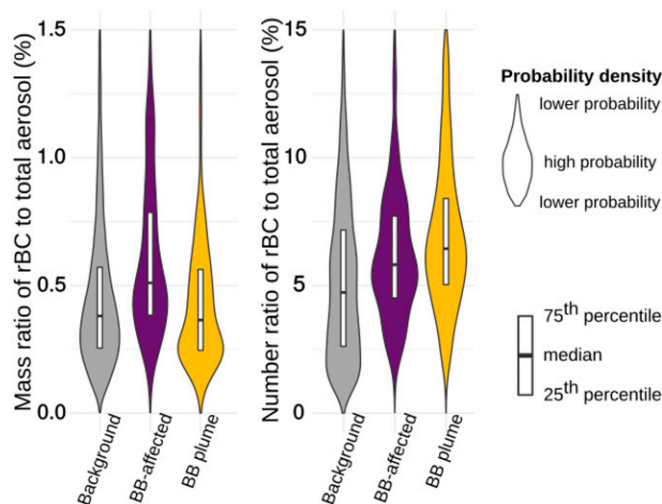 Mass ratio of rBC to total aerosol (%)
1.5
1.0
0.5
0.0
Background
BB-affected
BB plume
Number ratio of rBC to total aerosol (%)
15
10
5
0
Background
BB-affected
BB plume
Probability density
lower probability
high probability
lower probability
75th percentile
median
25th percentile